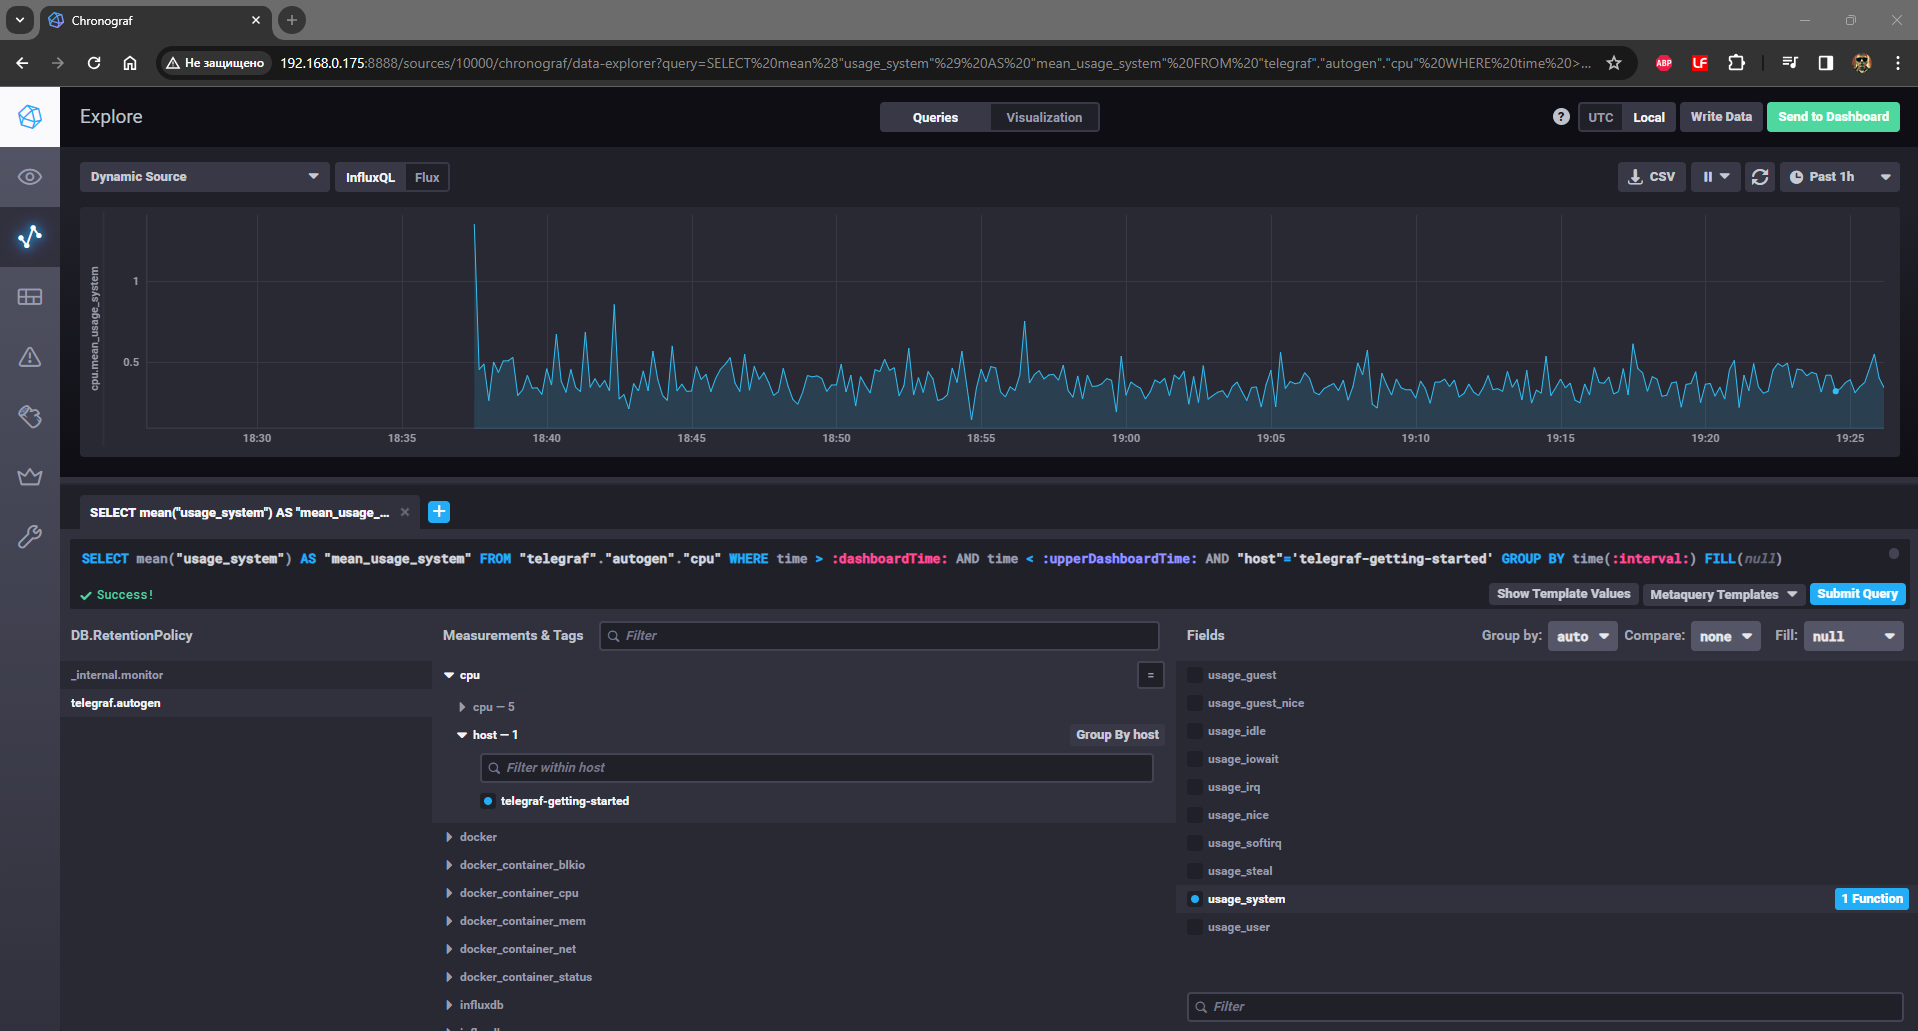 Chronograf
Не защищено
192.168.0.175:8888/sources/10000/chronograf/data-explorer?query=SELECT%20mean%28"usage_system"%29%20AS%20"mean_usage_system"%20FROM%20"telegraf"."autogen"."cpu"%20WHERE%20time%20>...
ABP
LF
Explore
Queries
Visualization
?
UTC
Local
Write Data
Send to Dashboard
Dynamic Source
InfluxQL
Flux
CSV
Past 1h
cpu.mean_usage_system
1
0.5
18:30
18:35
18:40
18:45
18:50
18:55
19:00
19:05
19:10
19:15
19:20
19:25
SELECT mean("usage_system") AS "mean_usage_...
SELECT mean("usage_system") AS "mean_usage_system" FROM "telegraf"."autogen"."cpu" WHERE time > :dashboardTime: AND time < :upperDashboardTime: AND "host"='telegraf-getting-started' GROUP BY time(:interval:) FILL(null)
Success!
Show Template Values
Metaquery Templates
Submit Query
DB.RetentionPolicy
Measurements & Tags
Filter
Fields
Group by:
auto
Compare:
none
Fill:
null
_internal.monitor
telegraf.autogen
cpu
=
cpu — 5
host — 1
Group By host
Filter within host
telegraf-getting-started
docker
docker_container_blkio
docker_container_cpu
docker_container_mem
docker_container_net
docker_container_status
influxdb
usage_guest
usage_guest_nice
usage_idle
usage_iowait
usage_irq
usage_nice
usage_softirq
usage_steal
usage_system
1 Function
usage_user
Filter